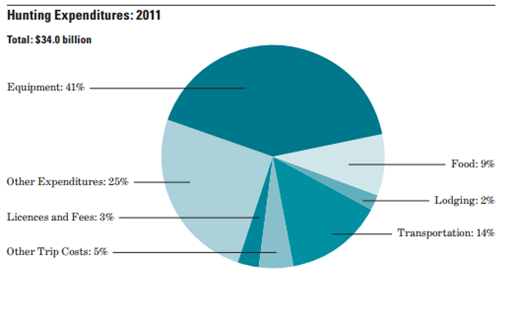 Hunting Expenditures: 2011
Total: $34.0 billion
Equipment: 41%
Food: 9%
Other Expenditures: 25%
Lodging: 2%
Licences and Fees: 3%
Transportation: 14%
Other Trip Costs: 5%